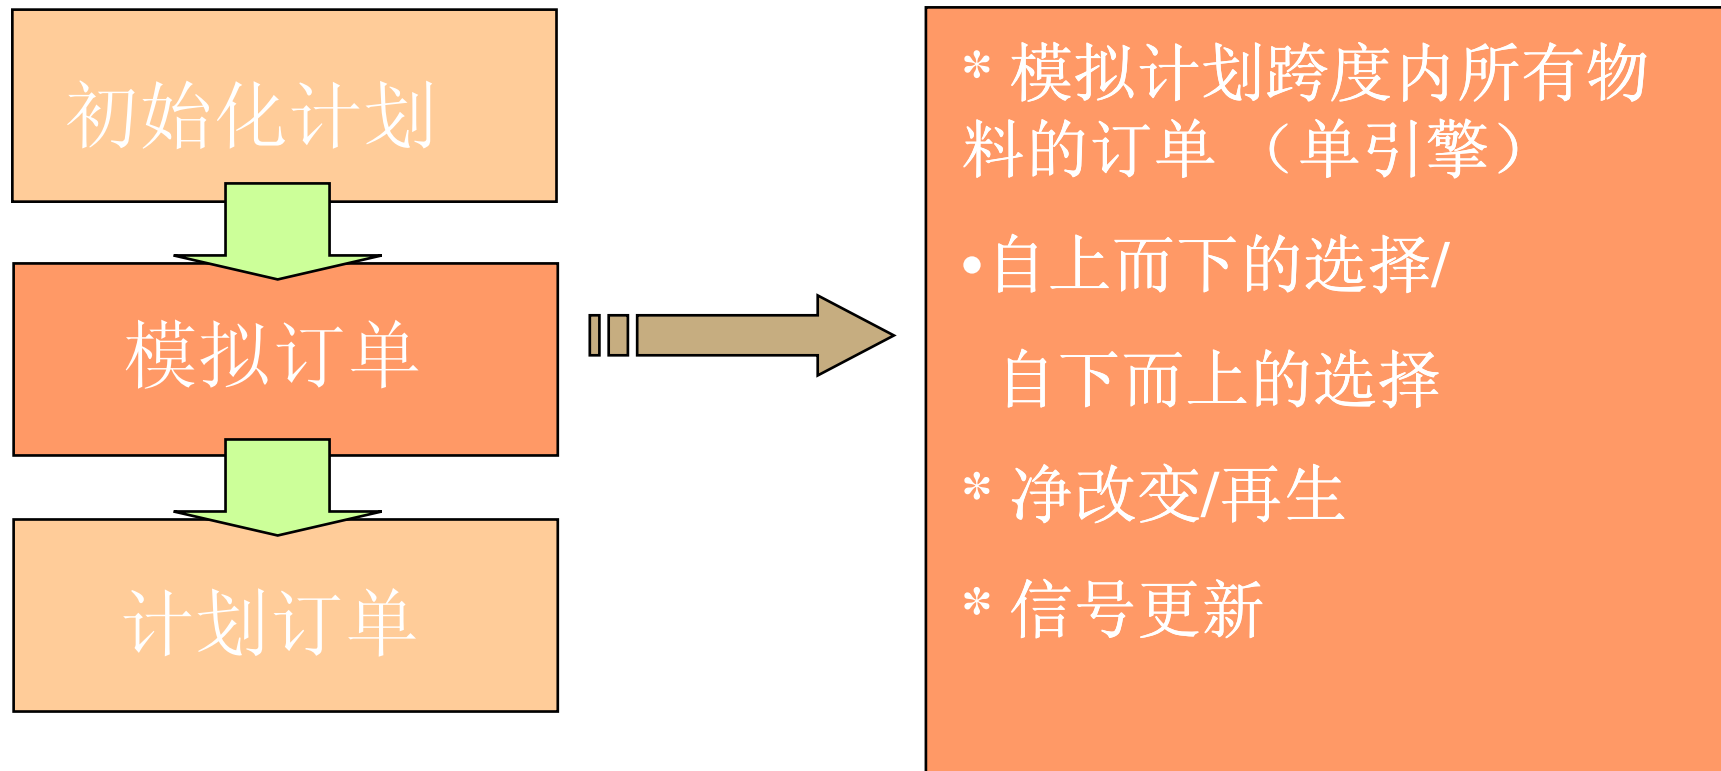 初始化计划
模拟订单
计划订单
* 模拟计划跨度内所有物
料的订单 （单引擎）
•自上而下的选择/
自下而上的选择
* 净改变/再生
* 信号更新